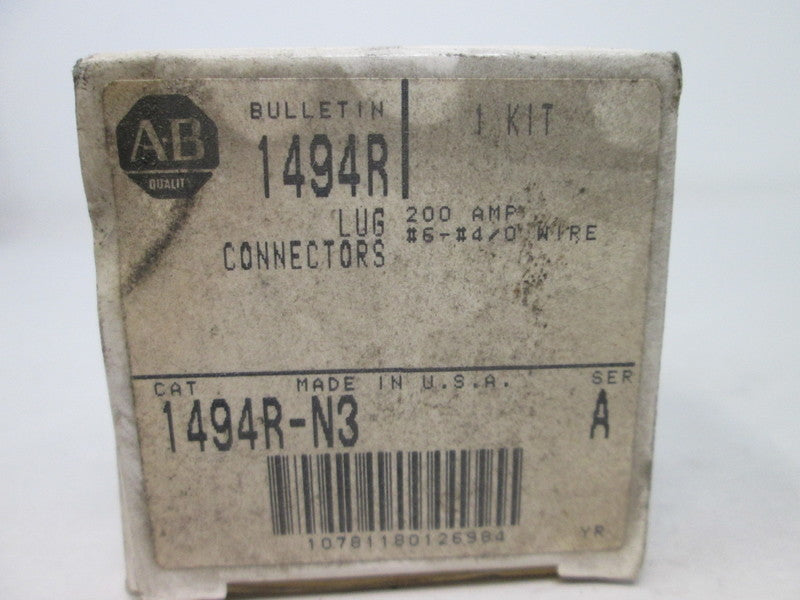 A-B
QUALITY
BULLETIN
1494R
LUG
CONNECTORS
1 KIT
200 AMP
#6-#4/0 WIRE
CAT
MADE IN U.S.A.
SER
1494R-N3
A
10781180126984
YR